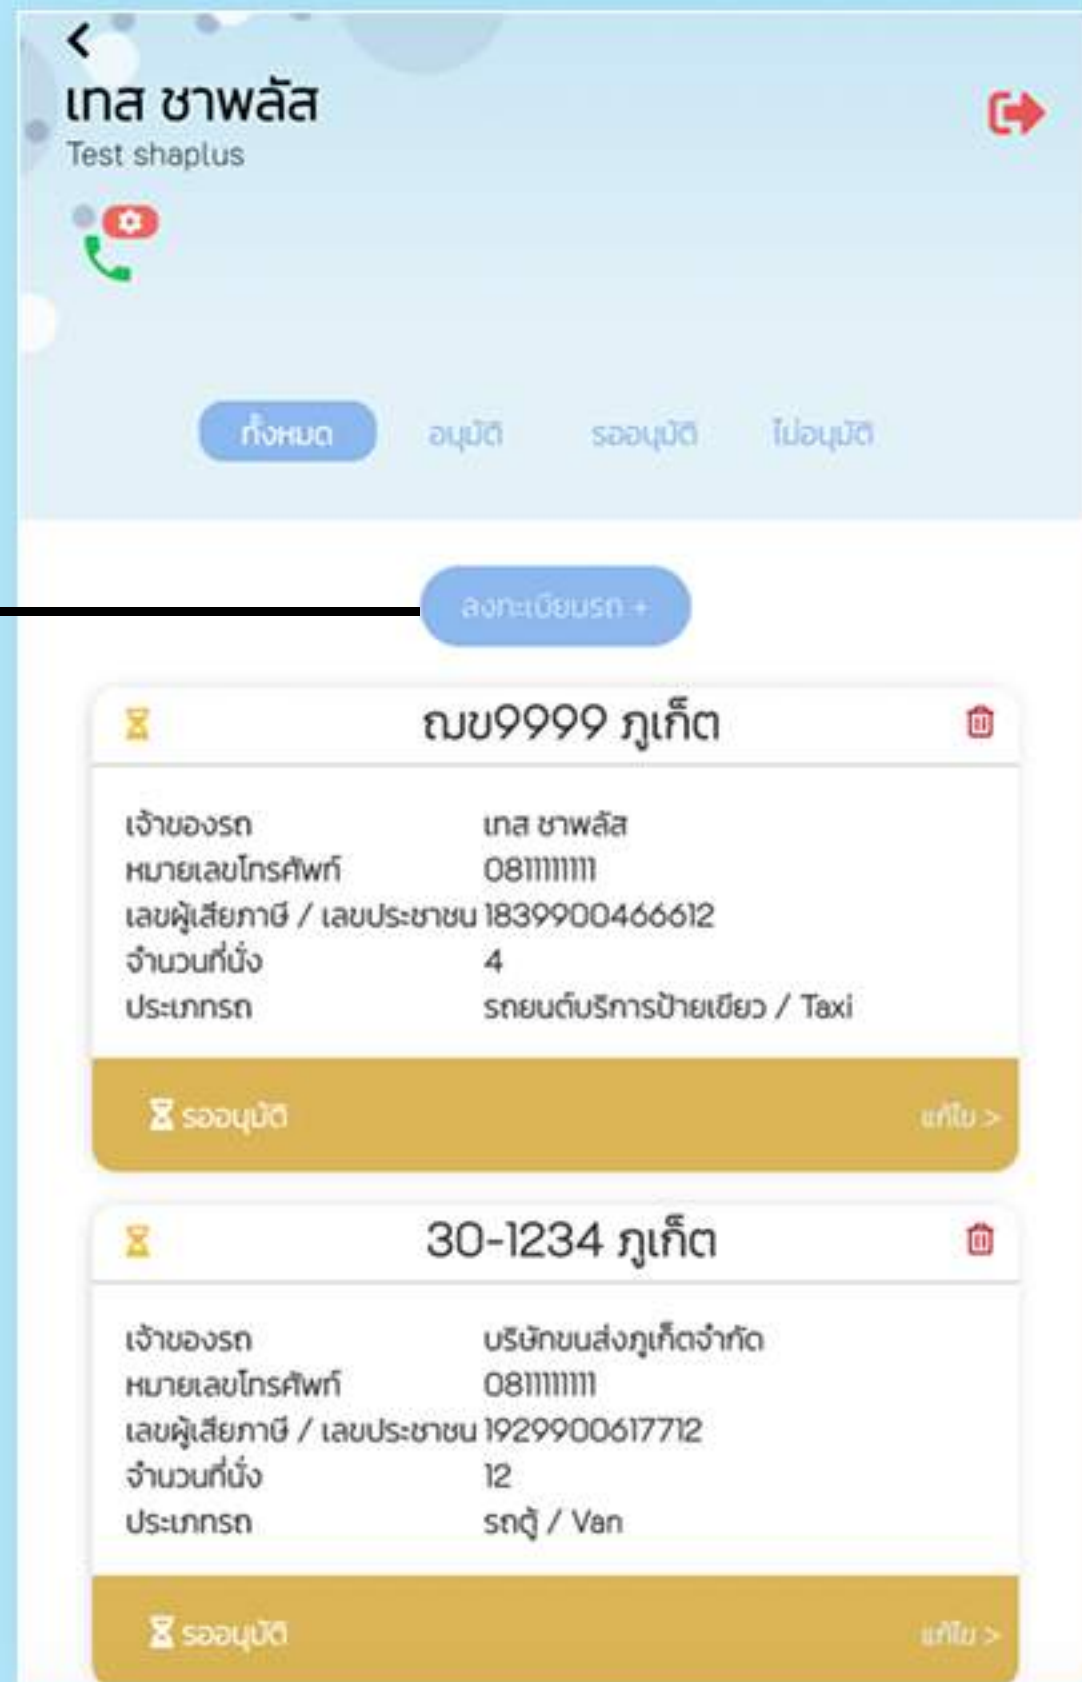 เทส ชาพลัส
Test shaplus
ทั้งหมด อนุมัติ รออนุมัติ ไม่อนุมัติ
ลงทะเบียนรถ +
ฌข9999 ภูเก็ต
เจ้าของรถ เทส ชาพลัส
หมายเลขโทรศัพท์ 0811111111
เลขผู้เสียภาษี / เลขประชาชน 1839900466612
จำนวนที่นั่ง 4
ประเภทรถ รถยนต์บริการป้ายเขียว / Taxi
รออนุมัติ แก้ไข >
30-1234 ภูเก็ต
เจ้าของรถ บริษัทขนส่งภูเก็ตจำกัด
หมายเลขโทรศัพท์ 0811111111
เลขผู้เสียภาษี / เลขประชาชน 1929900617712
จำนวนที่นั่ง 12
ประเภทรถ รถตู้ / Van
รออนุมัติ แก้ไข >